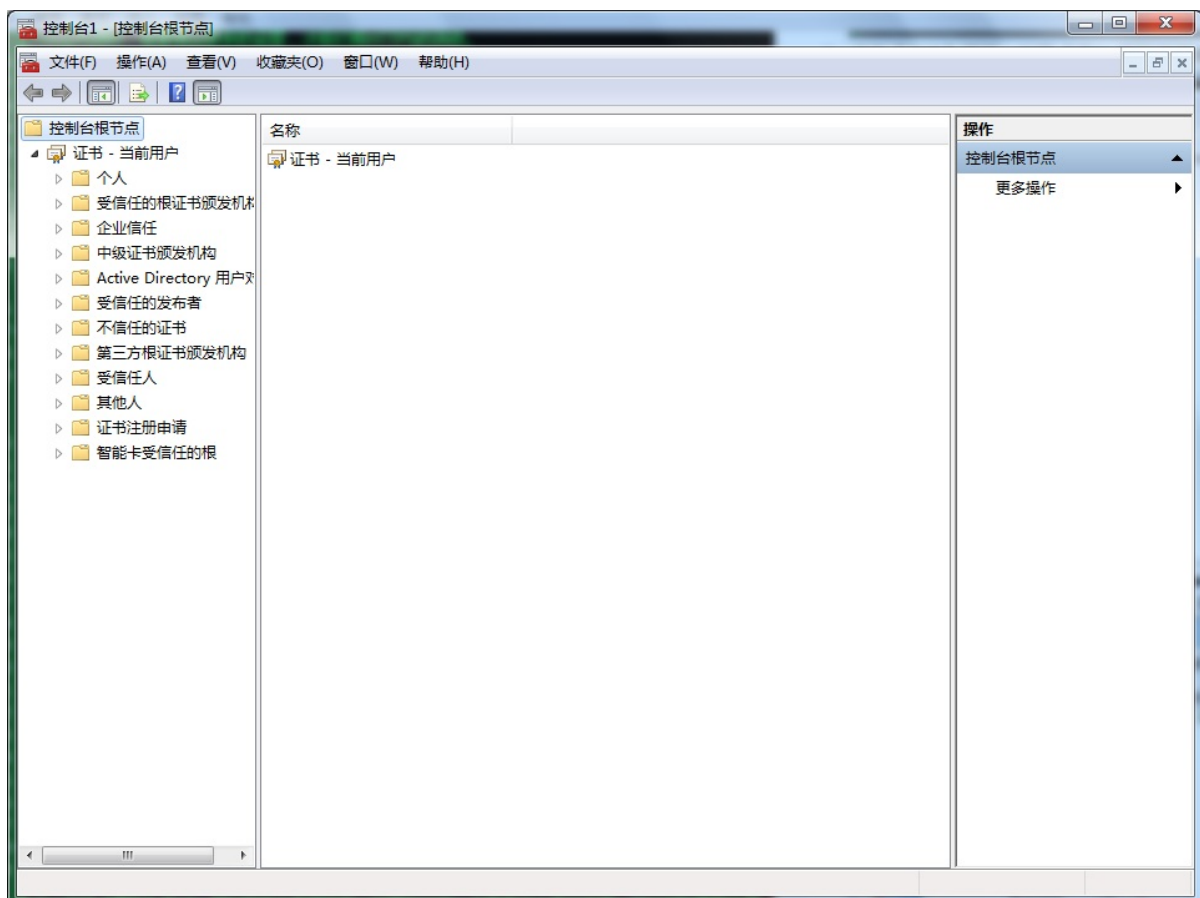 控制台1 - [控制台根节点]
文件(F) 操作(A) 查看(V) 收藏夹(O) 窗口(W) 帮助(H)
控制台根节点
证书 - 当前用户
个人
受信任的根证书颁发机
企业信任
中级证书颁发机构
Active Directory 用户
受信任的发布者
不信任的证书
第三方根证书颁发机构
受信任人
其他人
证书注册申请
智能卡受信任的根
名称
证书 - 当前用户
操作
控制台根节点
更多操作